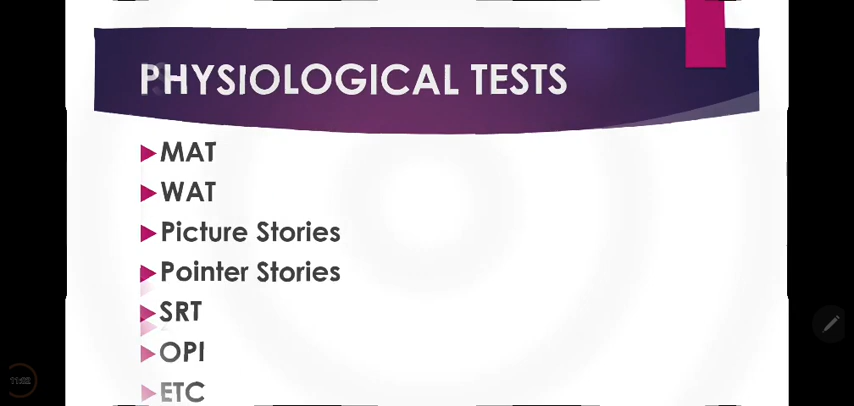 PHYSIOLOGICAL TESTS
MAT
WAT
Picture Stories
Pointer Stories
SRT
OPI
ETC